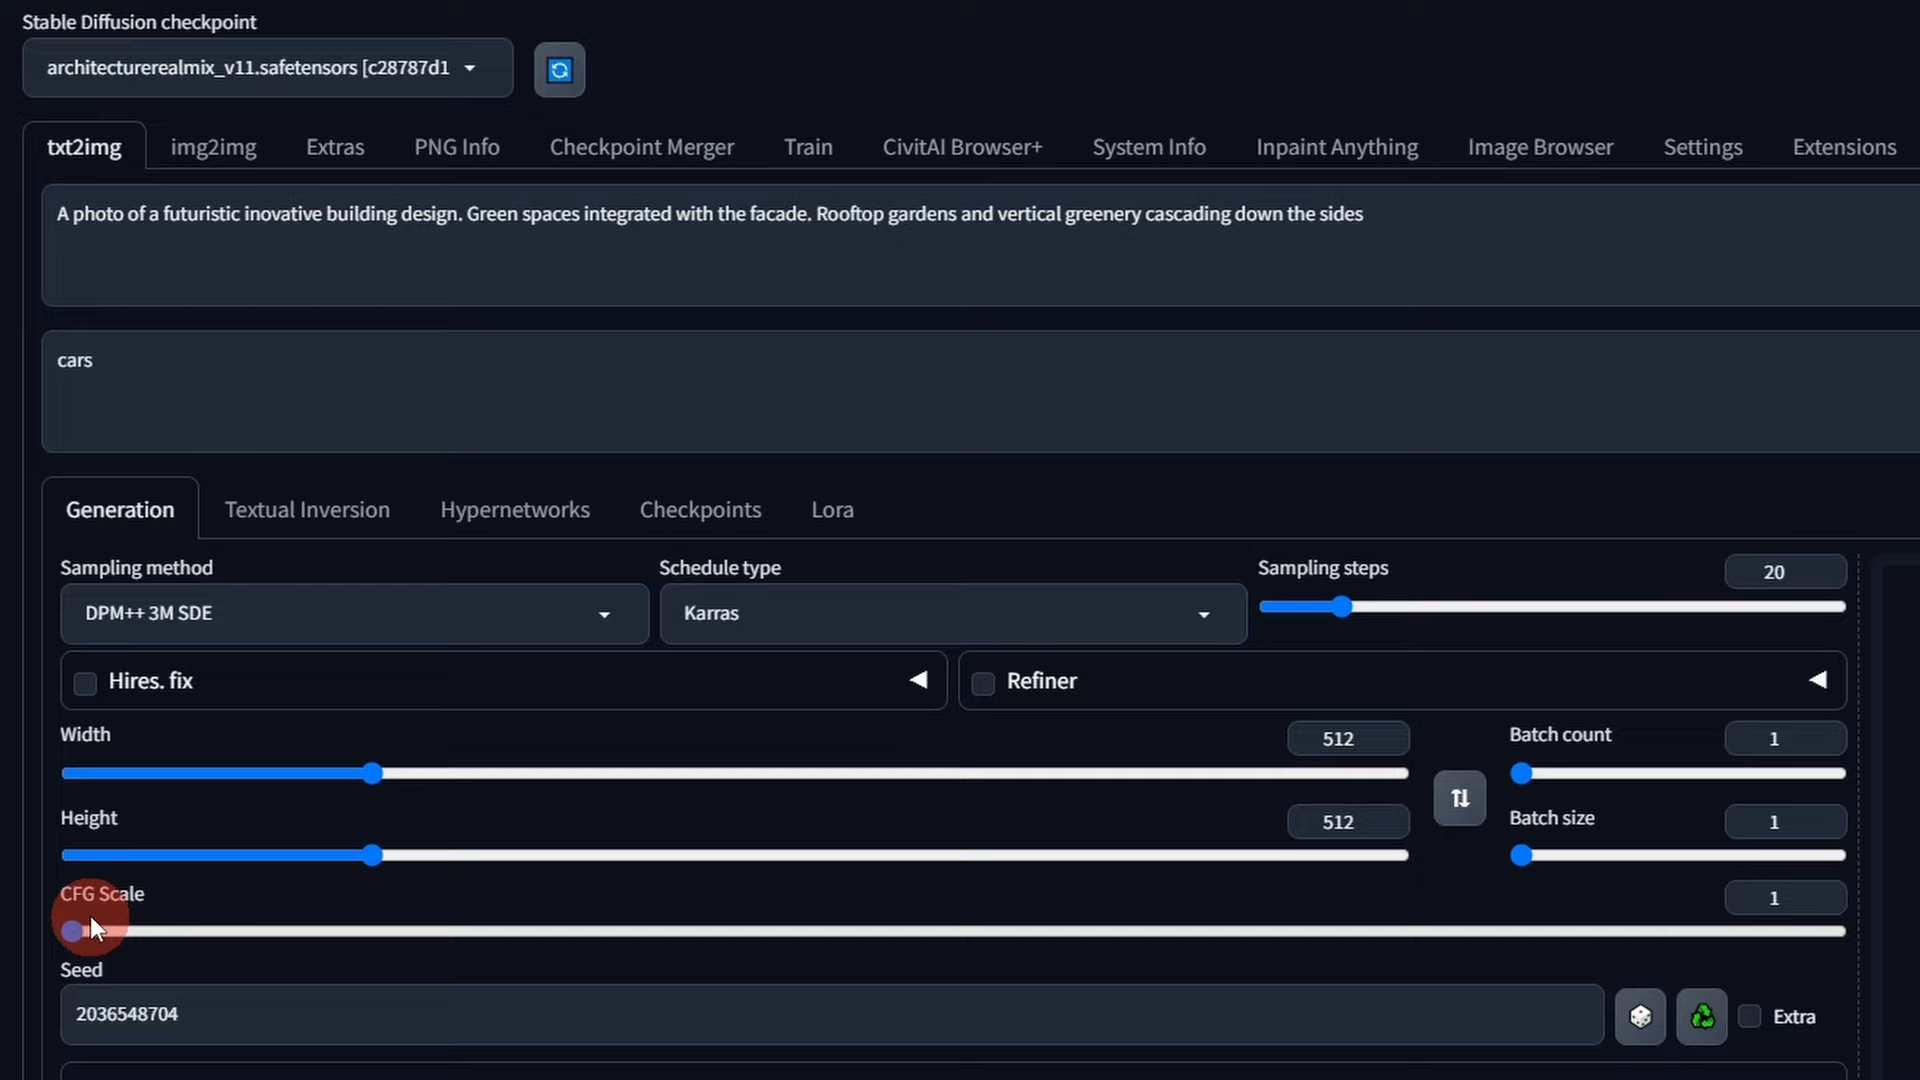 Stable Diffusion checkpoint
architecturerealmix_v11.safetensors [c28787d1
txt2img img2img Extras PNG Info Checkpoint Merger Train CivitAI Browser+ System Info Inpaint Anything Image Browser Settings Extensions
A photo of a futuristic inovative building design. Green spaces integrated with the facade. Rooftop gardens and vertical greenery cascading down the sides
cars
Generation Textual Inversion Hypernetworks Checkpoints Lora
Sampling method Schedule type Sampling steps 20
DPM++ 3M SDE Karras
Hires. fix Refiner
Width 512 Batch count 1
Height 512 Batch size 1
CFG Scale 1
Seed
2036548704 Extra